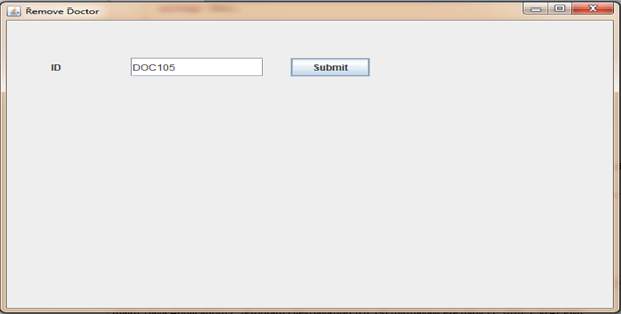 Remove Doctor
ID
DOC105
Submit